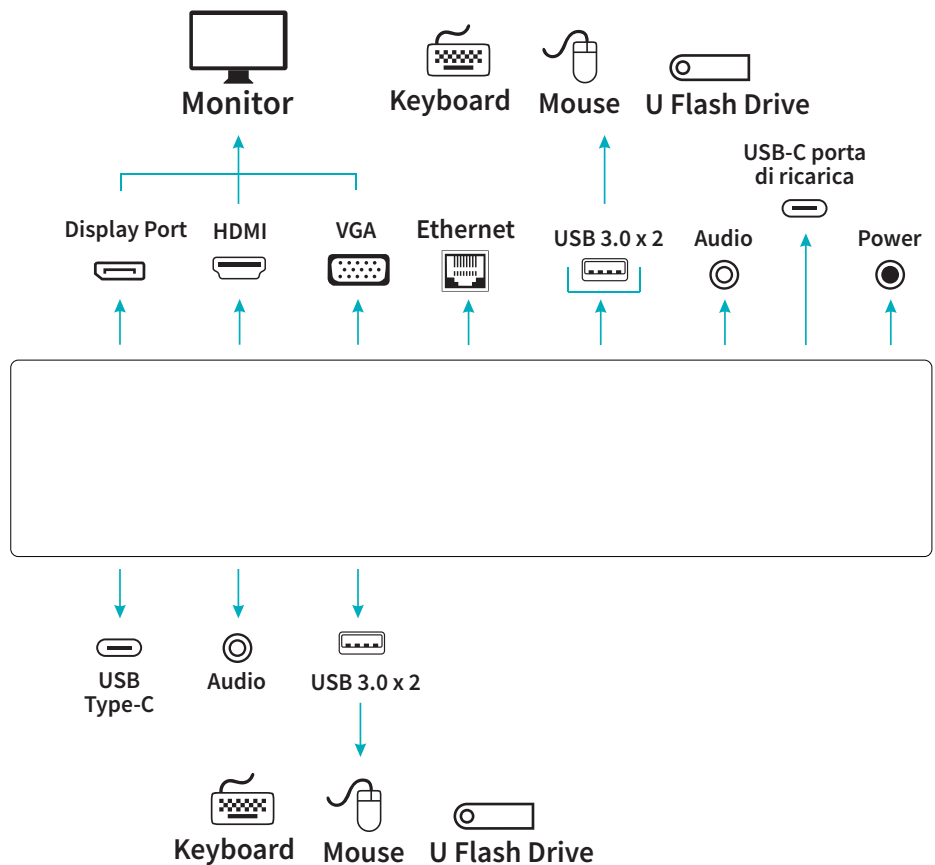 Monitor
Keyboard
Mouse
U Flash Drive
USB-C porta
di ricarica
Display Port
HDMI
VGA
Ethernet
USB 3.0 x 2
Audio
Power
USB
Type-C
Audio
USB 3.0 x 2
Keyboard
Mouse
U Flash Drive